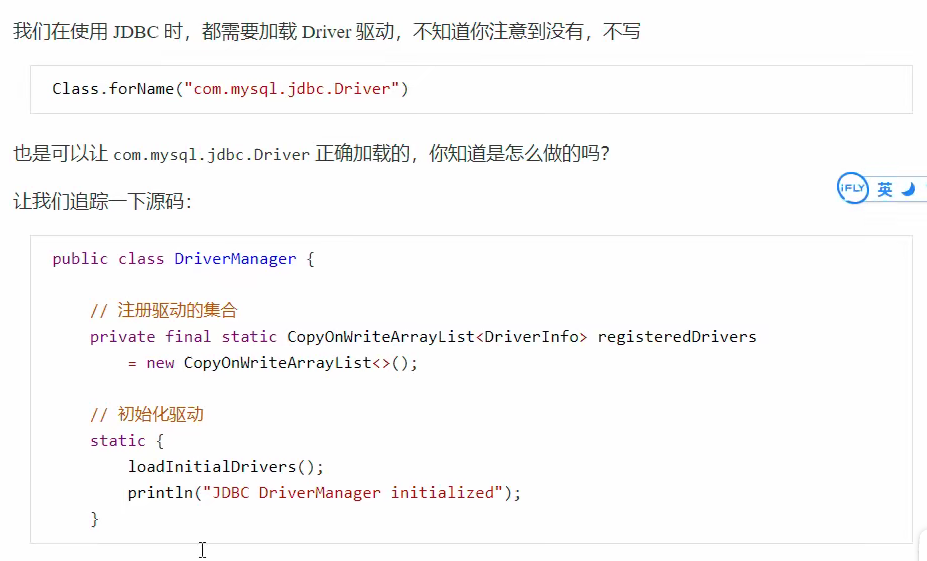 我们在使用 JDBC 时，都需要加载 Driver 驱动，不知道你注意到没有，不写
Class.forName("com.mysql.jdbc.Driver")
也是可以让 com.mysql.jdbc.Driver 正确加载的，你知道是怎么做的吗？
iFLY 英
让我们追踪一下源码：
public class DriverManager {
// 注册驱动的集合
private final static CopyOnWriteArrayList<DriverInfo> registeredDrivers
= new CopyOnWriteArrayList<>();
// 初始化驱动
static {
loadInitialDrivers();
println("JDBC DriverManager initialized");
}